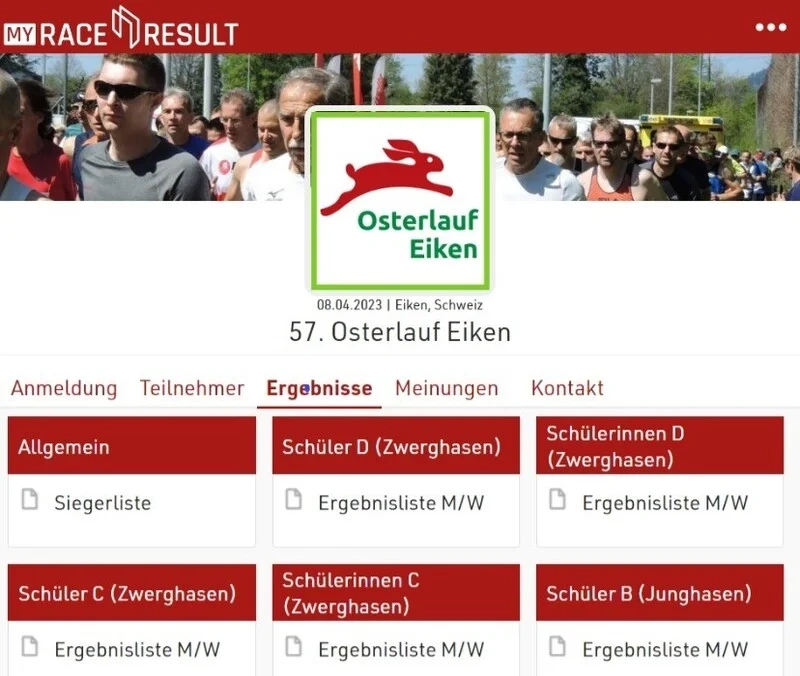 MY RACE RESULT
Osterlauf
Eiken
08.04.2023 | Eiken, Schweiz
57. Osterlauf Eiken
Anmeldung Teilnehmer Ergebnisse Meinungen Kontakt
Allgemein
Siegerliste
Schüler D (Zwerghasen)
Ergebnisliste M/W
Schülerinnen D
(Zwerghasen)
Ergebnisliste M/W
Schüler C (Zwerghasen)
Ergebnisliste M/W
Schülerinnen C
(Zwerghasen)
Ergebnisliste M/W
Schüler B (Junghasen)
Ergebnisliste M/W